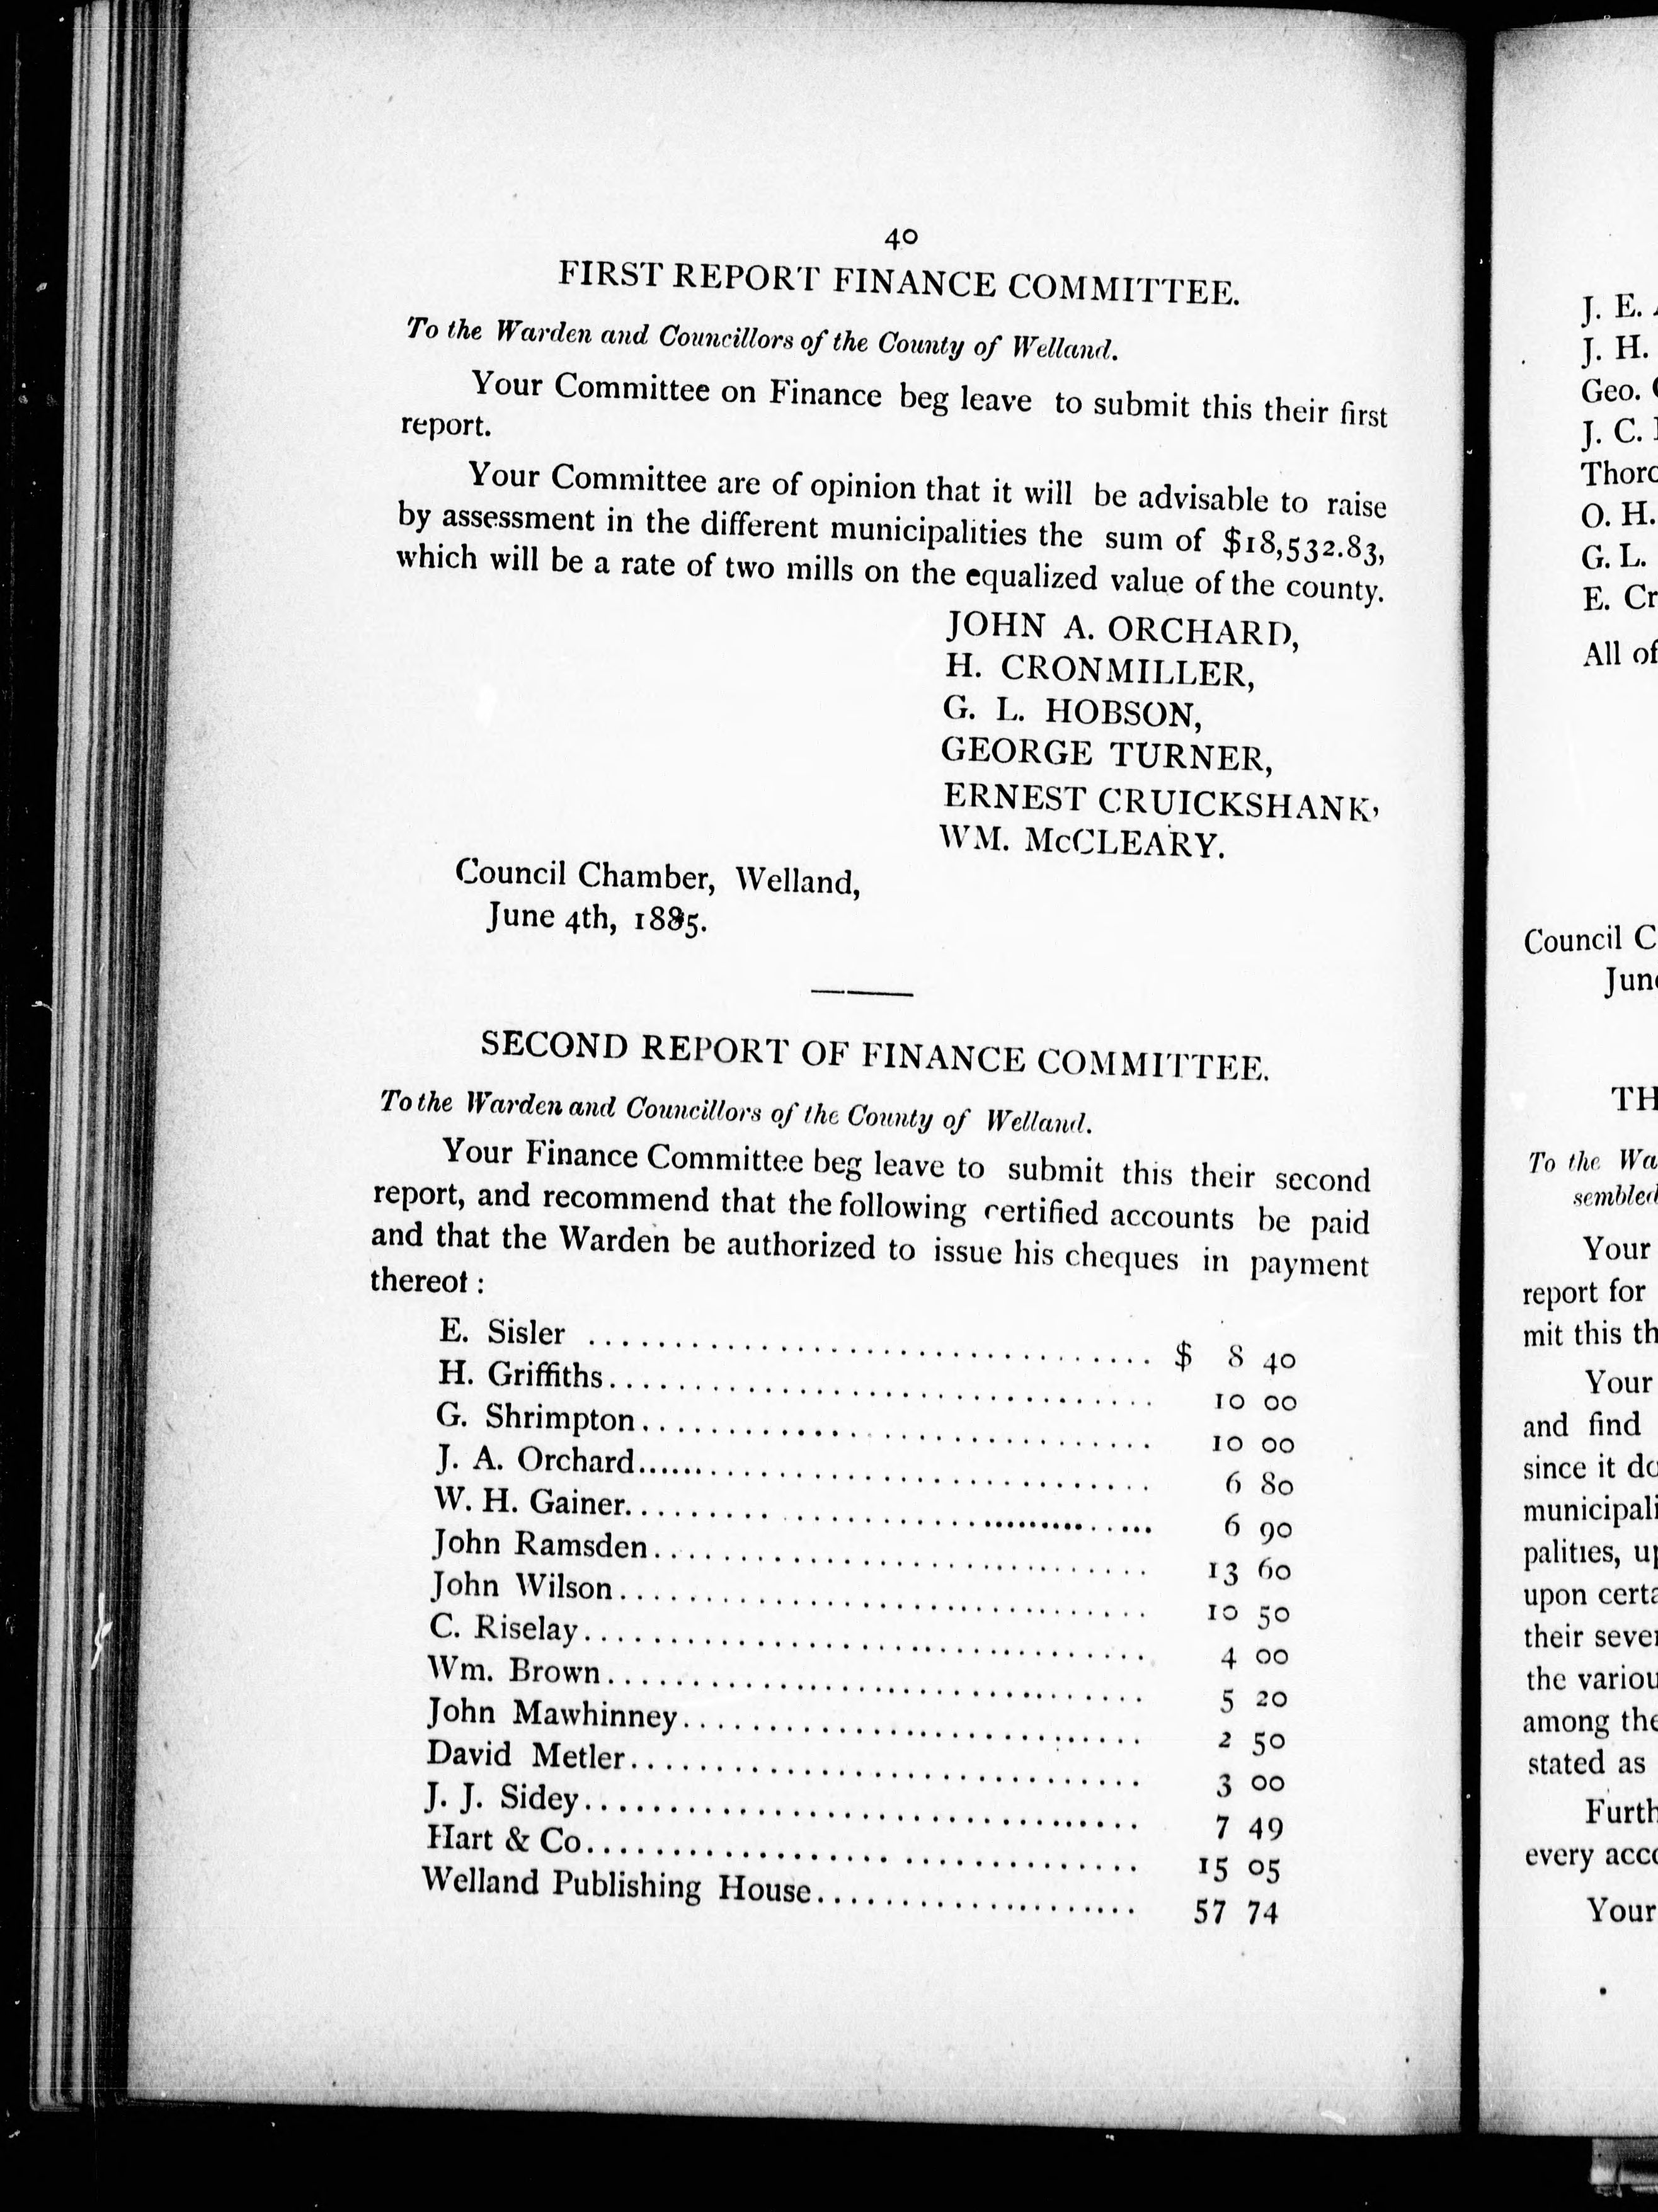 40
FIRST REPORT FINANCE COMMITTEE.
To the Warden and Councillors of the County of Welland.
Your Committee on Finance beg leave to submit this their first
report.
Your Committee are of opinion that it will be advisable to raise
by assessment in the different municipalities the sum of $18,532.83,
which will be a rate of two mills on the equalized value of the county.
JOHN A. ORCHARD,
H. CRONMILLER,
G. L. HOBSON,
GEORGE TURNER,
ERNEST CRUICKSHANK,
WM. McCLEARY.
Council Chamber, Welland,
June 4th, 1885.
SECOND REPORT OF FINANCE COMMITTEE.
To the Warden and Councillors of the County of Welland.
Your Finance Committee beg leave to submit this their second
report, and recommend that the following certified accounts be paid
and that the Warden be authorized to issue his cheques in payment
thereof :
E. Sisler .................................. $ 8 40
H. Griffiths................................ 10 00
G. Shrimpton.............................. 10 00
J. A. Orchard.............................. 6 80
W. H. Gainer.............................. 6 90
John Ramsden............................. 13 60
John Wilson............................... 10 50
C. Riselay................................. 4 00
Wm. Brown............................... 5 20
John Mawhinney........................... 2 50
David Metler.............................. 3 00
J. J. Sidey................................ 7 49
Hart & Co................................ 15 05
Welland Publishing House................... 57 74
J. E.
J. H.
Geo.
J. C.
O. H.
G. L.
E. Cr
All of
Council C
June
TH
To the Wa
sembled
Your
report for
mit this th
Your
and find
since it do
municipali
palities, up
upon certa
their sever
the variou
among the
stated as
Furth
every acco
Your